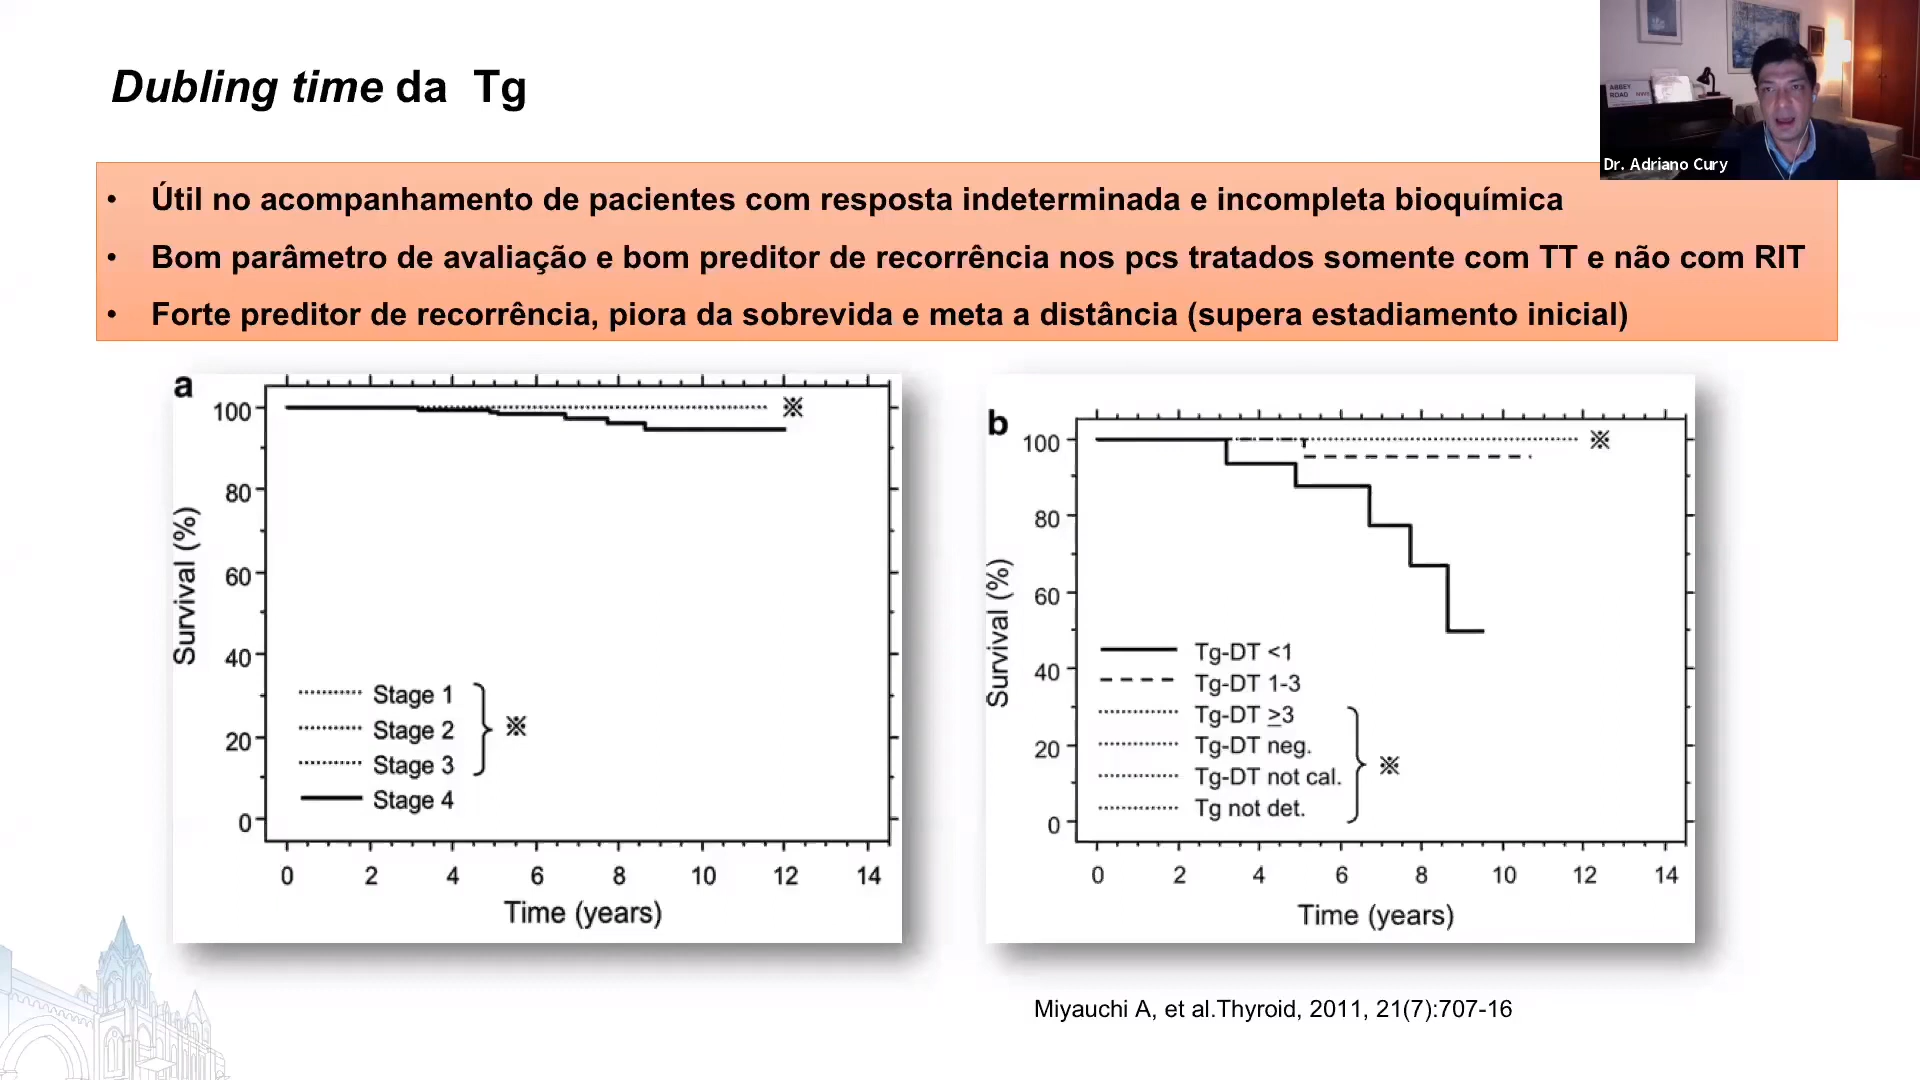 Dubling time da Tg
ABBEY
ROAD
Dr. Adriano Cury
• Útil no acompanhamento de pacientes com resposta indeterminada e incompleta bioquímica
• Bom parâmetro de avaliação e bom preditor de recorrência nos pcs tratados somente com TT e não com RIT
• Forte preditor de recorrência, piora da sobrevida e meta a distância (supera estadiamento inicial)
a
100
80
60
40
20
0
Survival (%)
※
Stage 1
Stage 2
Stage 3
Stage 4
※
0 2 4 6 8 10 12 14
Time (years)
b
100
80
60
40
20
0
Survival (%)
※
Tg-DT <1
Tg-DT 1-3
Tg-DT ≥3
Tg-DT neg.
Tg-DT not cal.
Tg not det.
※
0 2 4 6 8 10 12 14
Time (years)
Miyauchi A, et al.Thyroid, 2011, 21(7):707-16